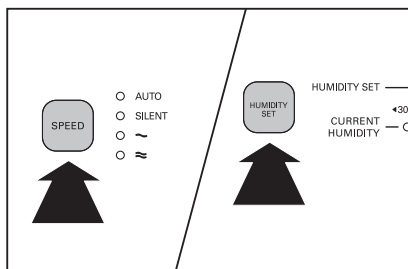 SPEED
AUTO
SILENT
~
≈
HUMIDITY
SET
HUMIDITY SET
◂30
CURRENT
HUMIDITY